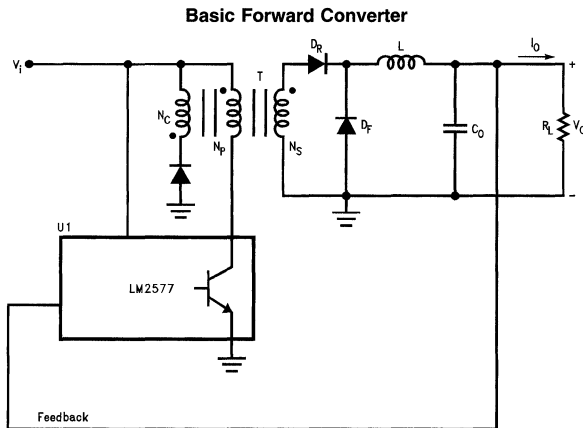 Basic Forward Converter
Vi
NC
NP
T
NS
DR
L
IO
DF
CO
RL
VO
+
−
U1
LM2577
Feedback